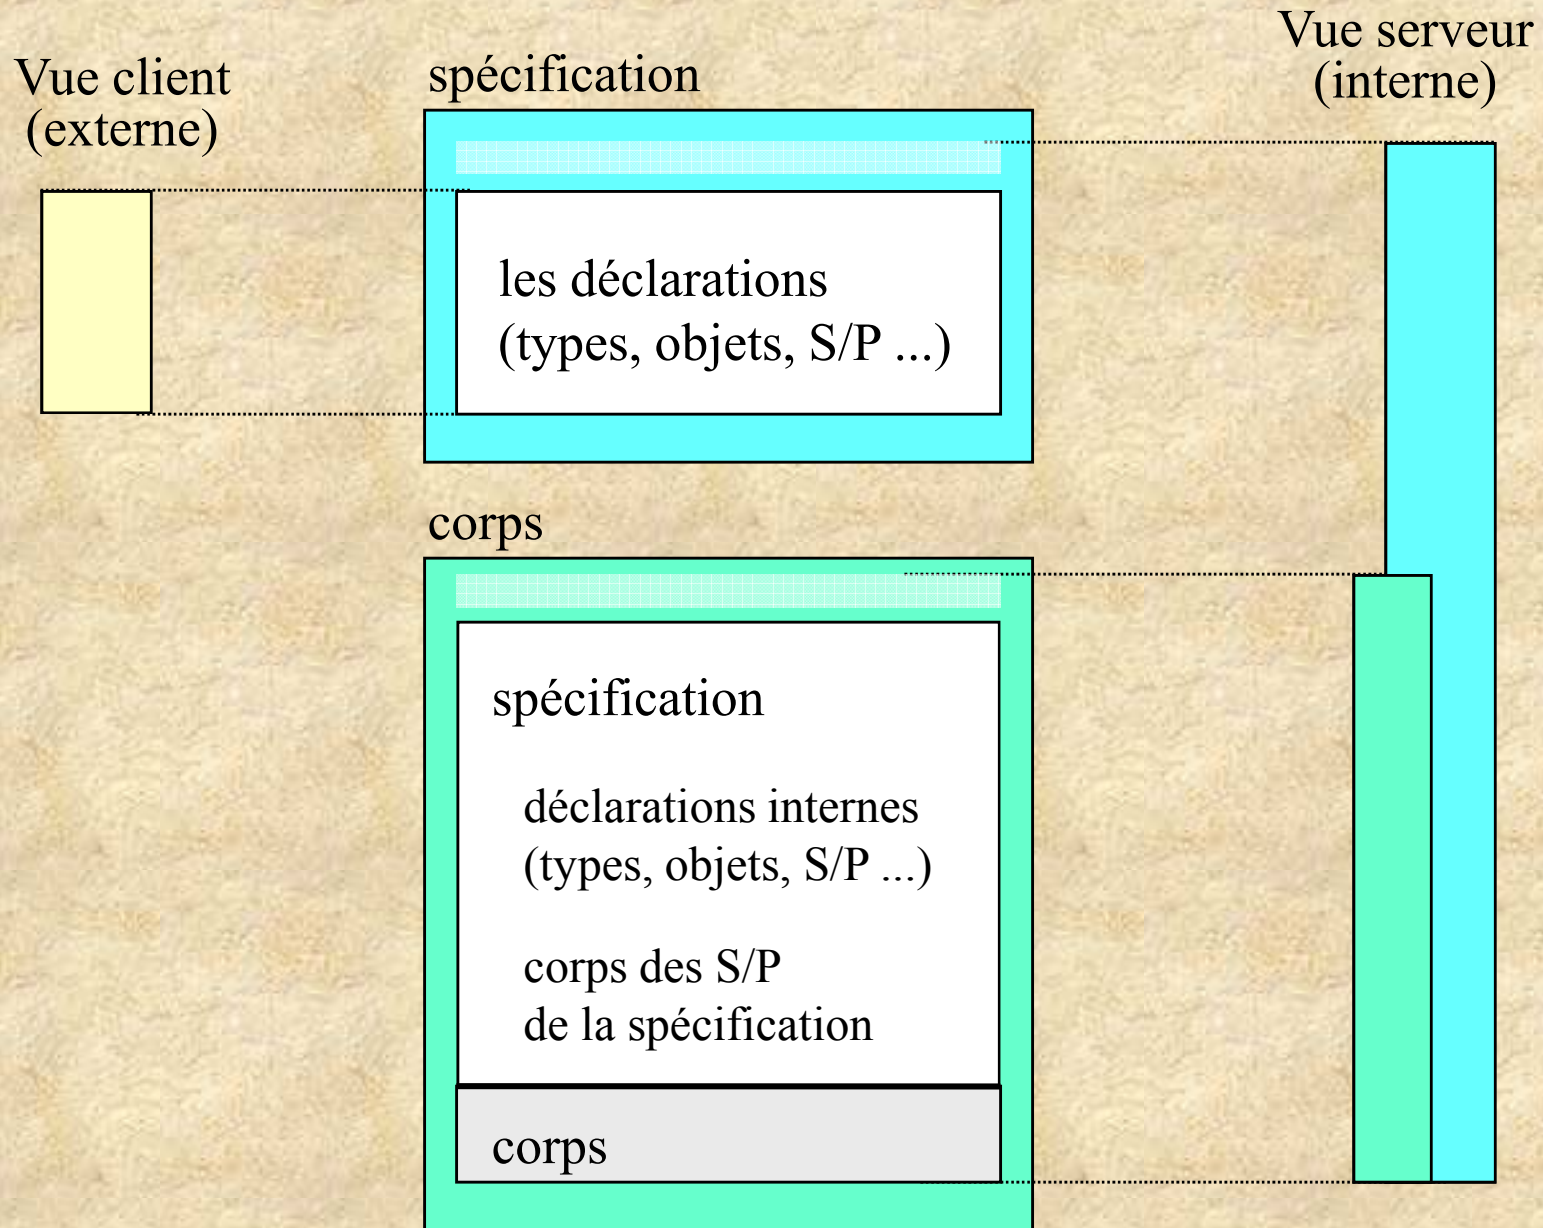 Vue client
(externe)
spécification
Vue serveur
(interne)
les déclarations
(types, objets, S/P ...)
corps
spécification
déclarations internes
(types, objets, S/P ...)
corps des S/P
de la spécification
corps